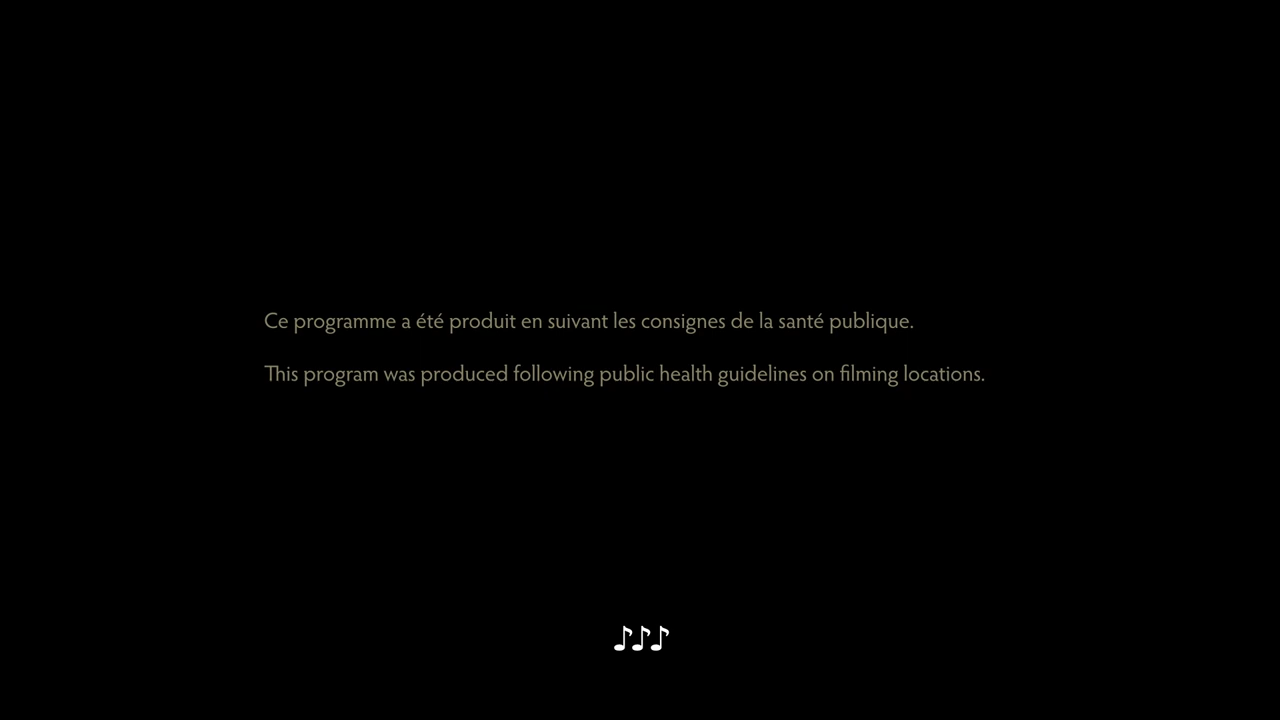 Ce programme a été produit en suivant les consignes de la santé publique.
This program was produced following public health guidelines on filming locations.
♪♪♪